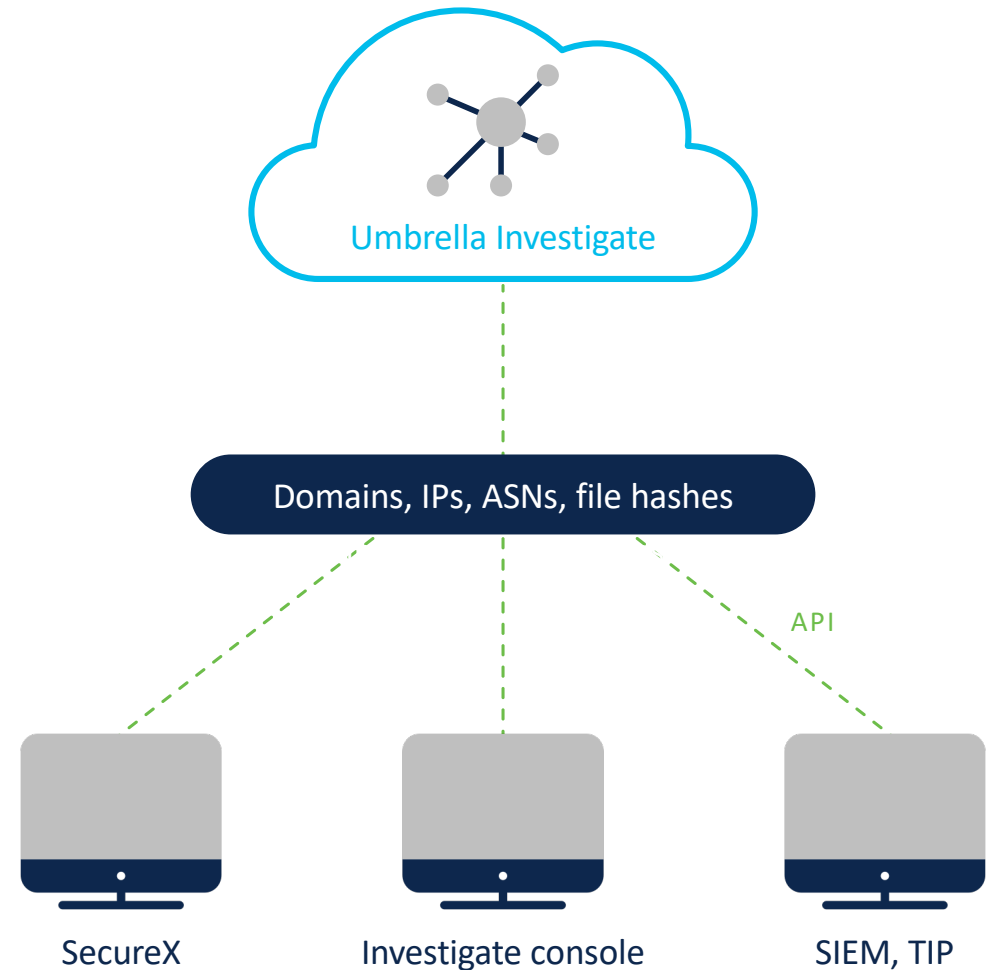 Umbrella Investigate
Domains, IPs, ASNs, file hashes
API
SecureX
Investigate console
SIEM, TIP